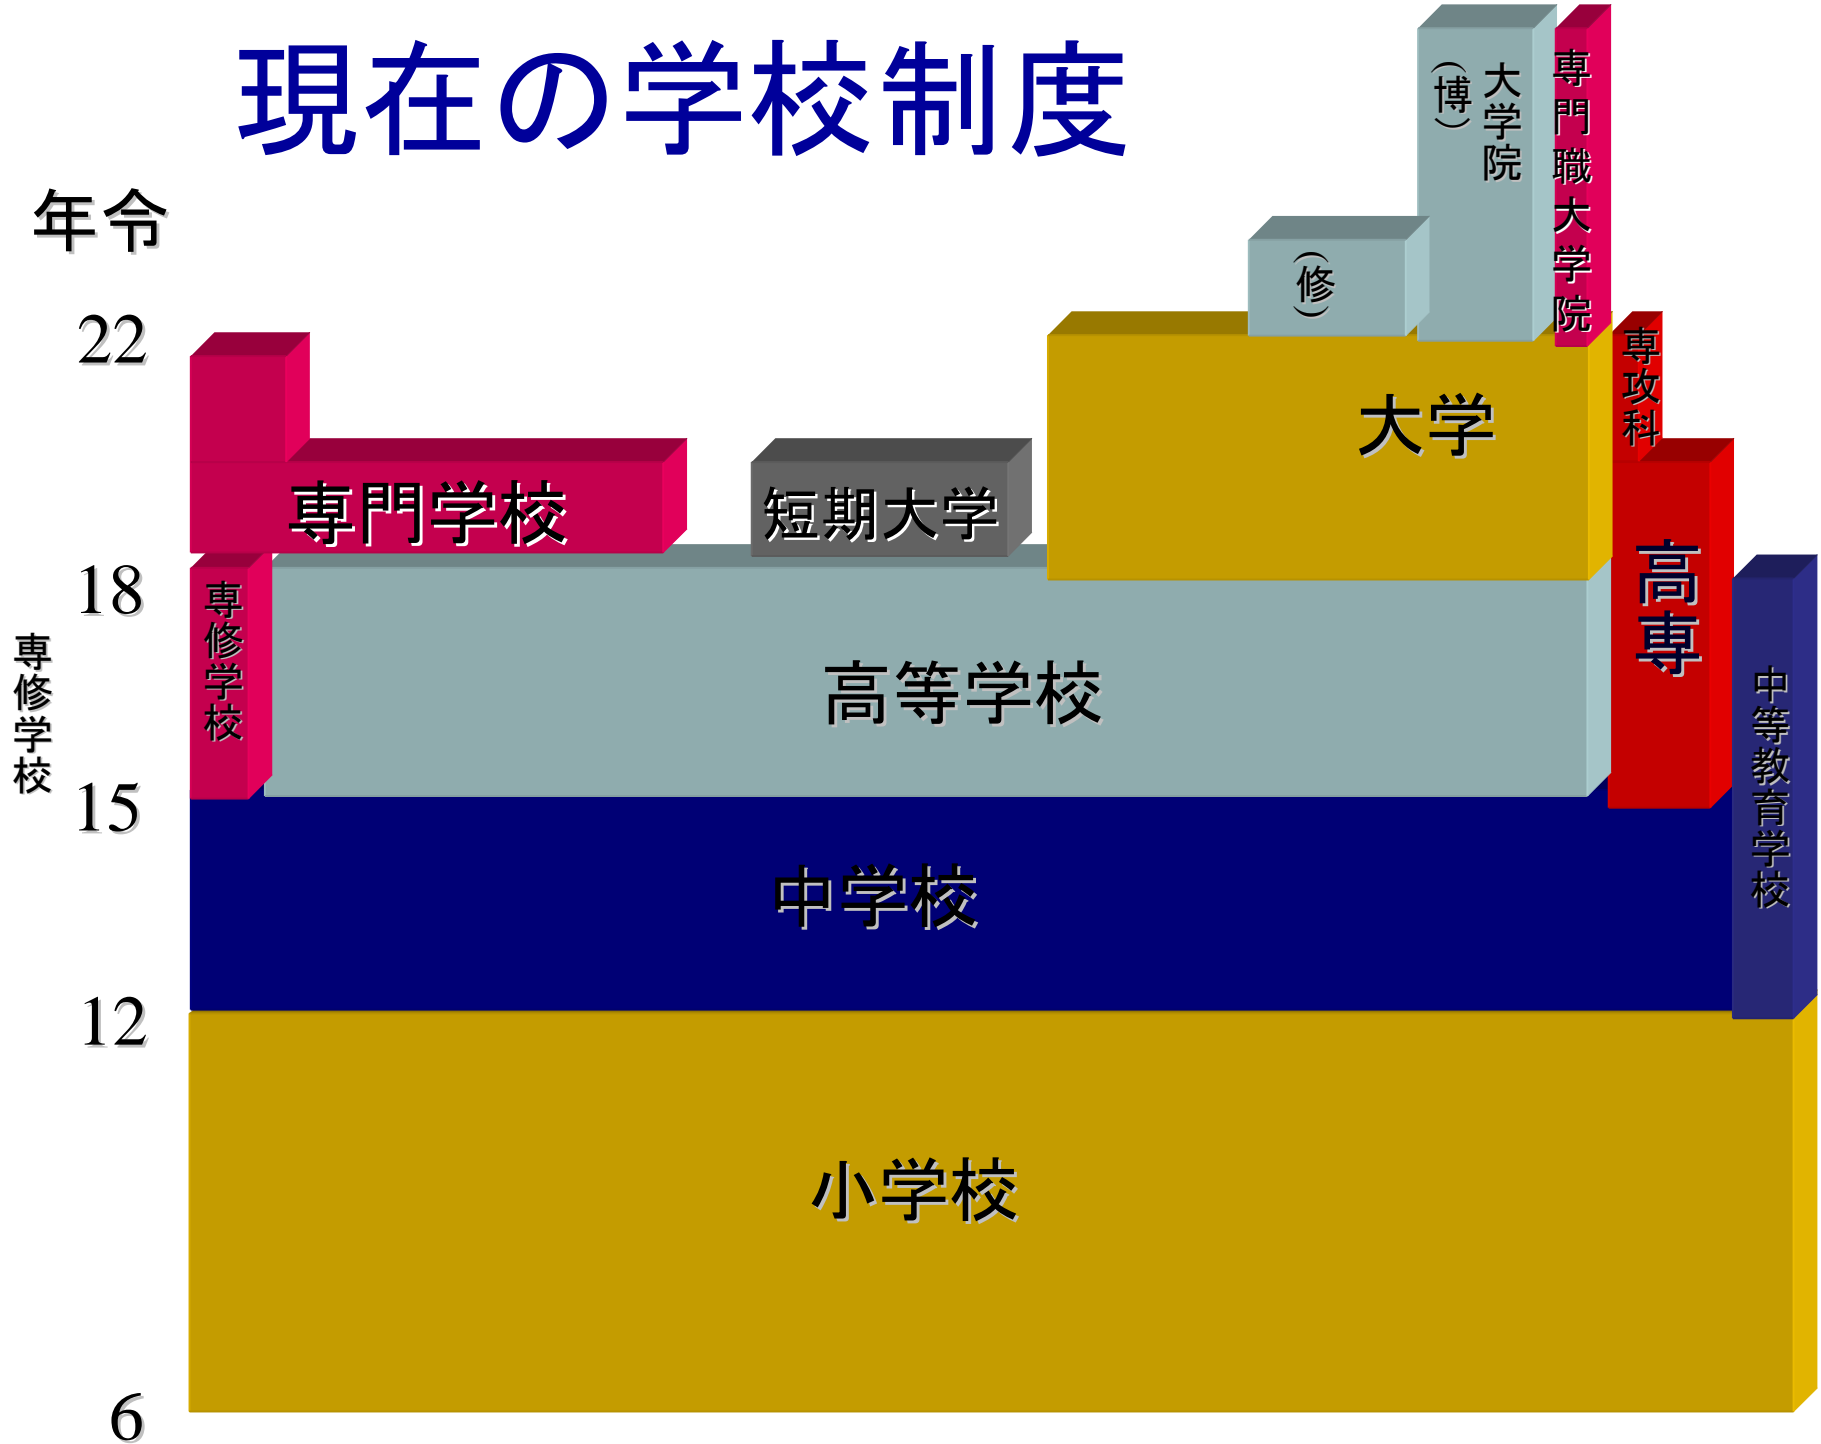 現在の学校制度
年令
大学院
（博）
専門職大学院
（修）
22
専攻科
大学
専門学校
短期大学
高専
18
専修学校
専修学校
高等学校
中等教育学校
15
中学校
12
小学校
6